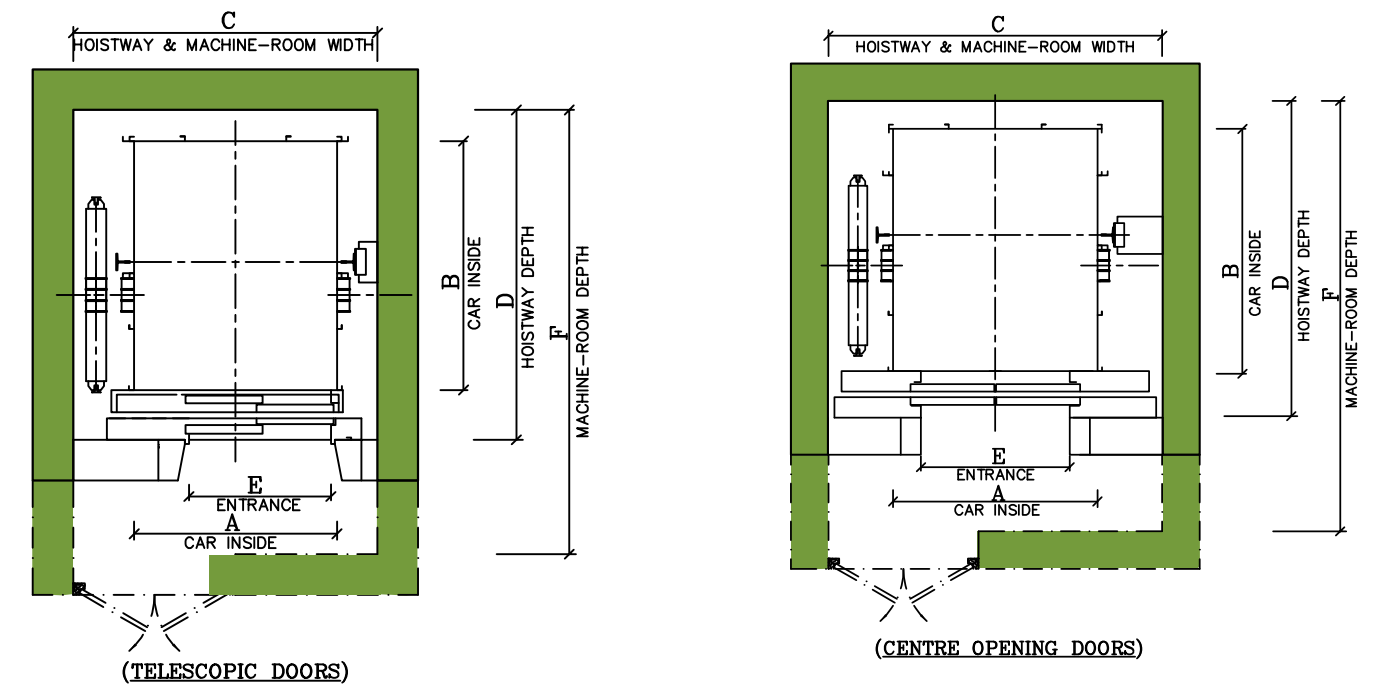 C
HOISTWAY & MACHINE-ROOM WIDTH
B
CAR INSIDE
D
HOISTWAY DEPTH
F
MACHINE-ROOM DEPTH
E
ENTRANCE
A
CAR INSIDE
(TELESCOPIC DOORS)
C
HOISTWAY & MACHINE-ROOM WIDTH
B
CAR INSIDE
D
HOISTWAY DEPTH
F
MACHINE-ROOM DEPTH
E
ENTRANCE
A
CAR INSIDE
(CENTRE OPENING DOORS)